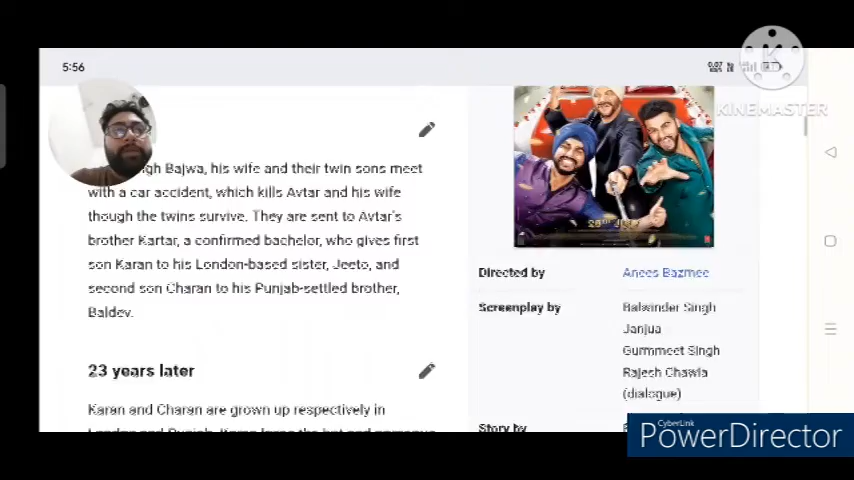 5:56
KINEMASTER
gh Bajwa, his wife and their twin sons meet
with a car accident, which kills Avtar and his wife
though the twins survive. They are sent to Avtar's
brother Kartar, a confirmed bachelor, who gives first
son Karan to his London-based sister, Jeeto, and
second son Charan to his Punjab-settled brother,
Baldev.
23 years later
Karan and Charan are grown up respectively in
Directed by Anees Bazmee
Screenplay by Balwinder Singh
Janjua
Gurmmeet Singh
Rajesh Chawla
(dialogue)
Story by
CyberLink
PowerDirector